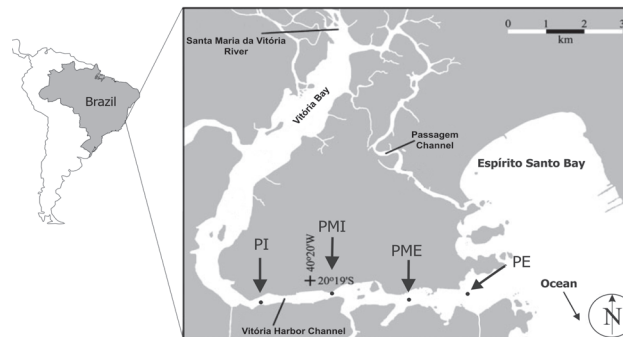 Brazil
Santa Maria da Vitória
River
0 1 2 3
km
Vitória Bay
Passagem
Channel
Espírito Santo Bay
PI
PMI
PME
PE
40°20'W
20°19'S
Ocean
N
Vitória Harbor Channel